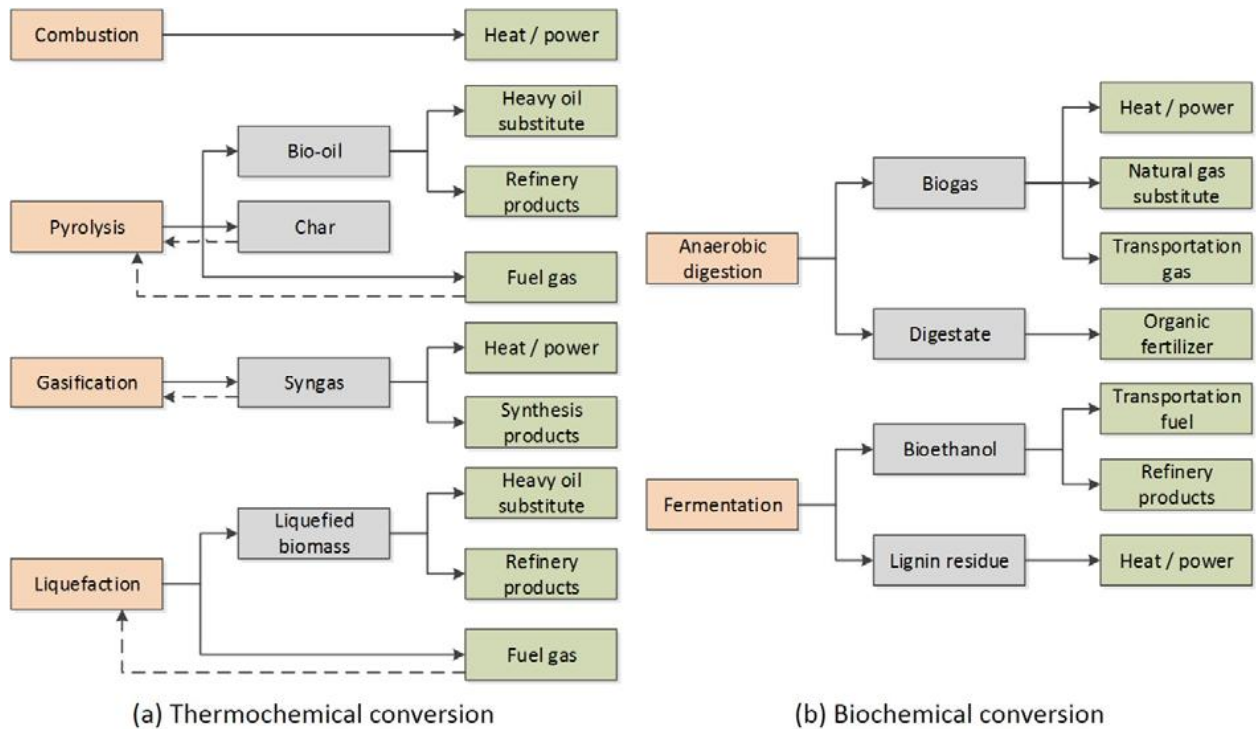 Combustion
Heat / power
Heavy oil
substitute
Bio-oil
Refinery
products
Pyrolysis
Char
Fuel gas
Heat / power
Gasification
Syngas
Synthesis
products
Heavy oil
substitute
Liquefied
biomass
Refinery
products
Liquefaction
Fuel gas
(a) Thermochemical conversion
Heat / power
Biogas
Natural gas
substitute
Anaerobic
digestion
Transportation
gas
Digestate
Organic
fertilizer
Transportation
fuel
Bioethanol
Refinery
products
Fermentation
Lignin residue
Heat / power
(b) Biochemical conversion